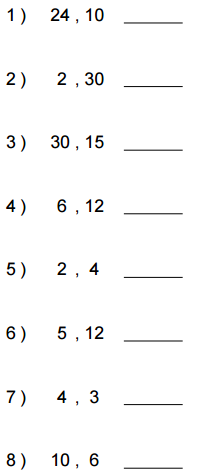 1 ) 24 , 10 ______
2 ) 2 , 30 ______
3 ) 30 , 15 ______
4 ) 6 , 12 ______
5 ) 2 , 4 ______
6 ) 5 , 12 ______
7 ) 4 , 3 ______
8 ) 10 , 6 ______